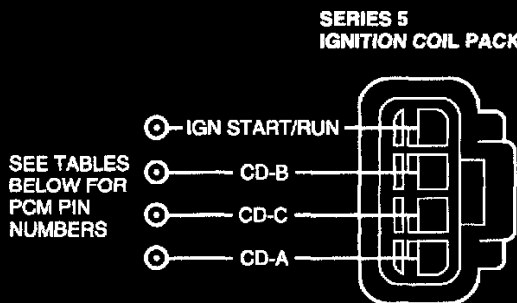 SERIES 5
IGNITION COIL PACK
IGN START/RUN
SEE TABLES
BELOW FOR
PCM PIN
NUMBERS
CD-B
CD-C
CD-A